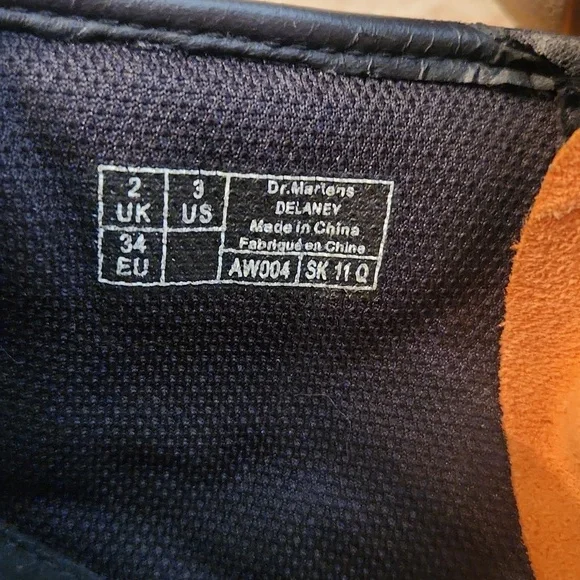 2 UK
3 US
34 EU
Dr.Martens
DELANEY
Made in China
Fabriqué en Chine
AW004
SK 11 Q